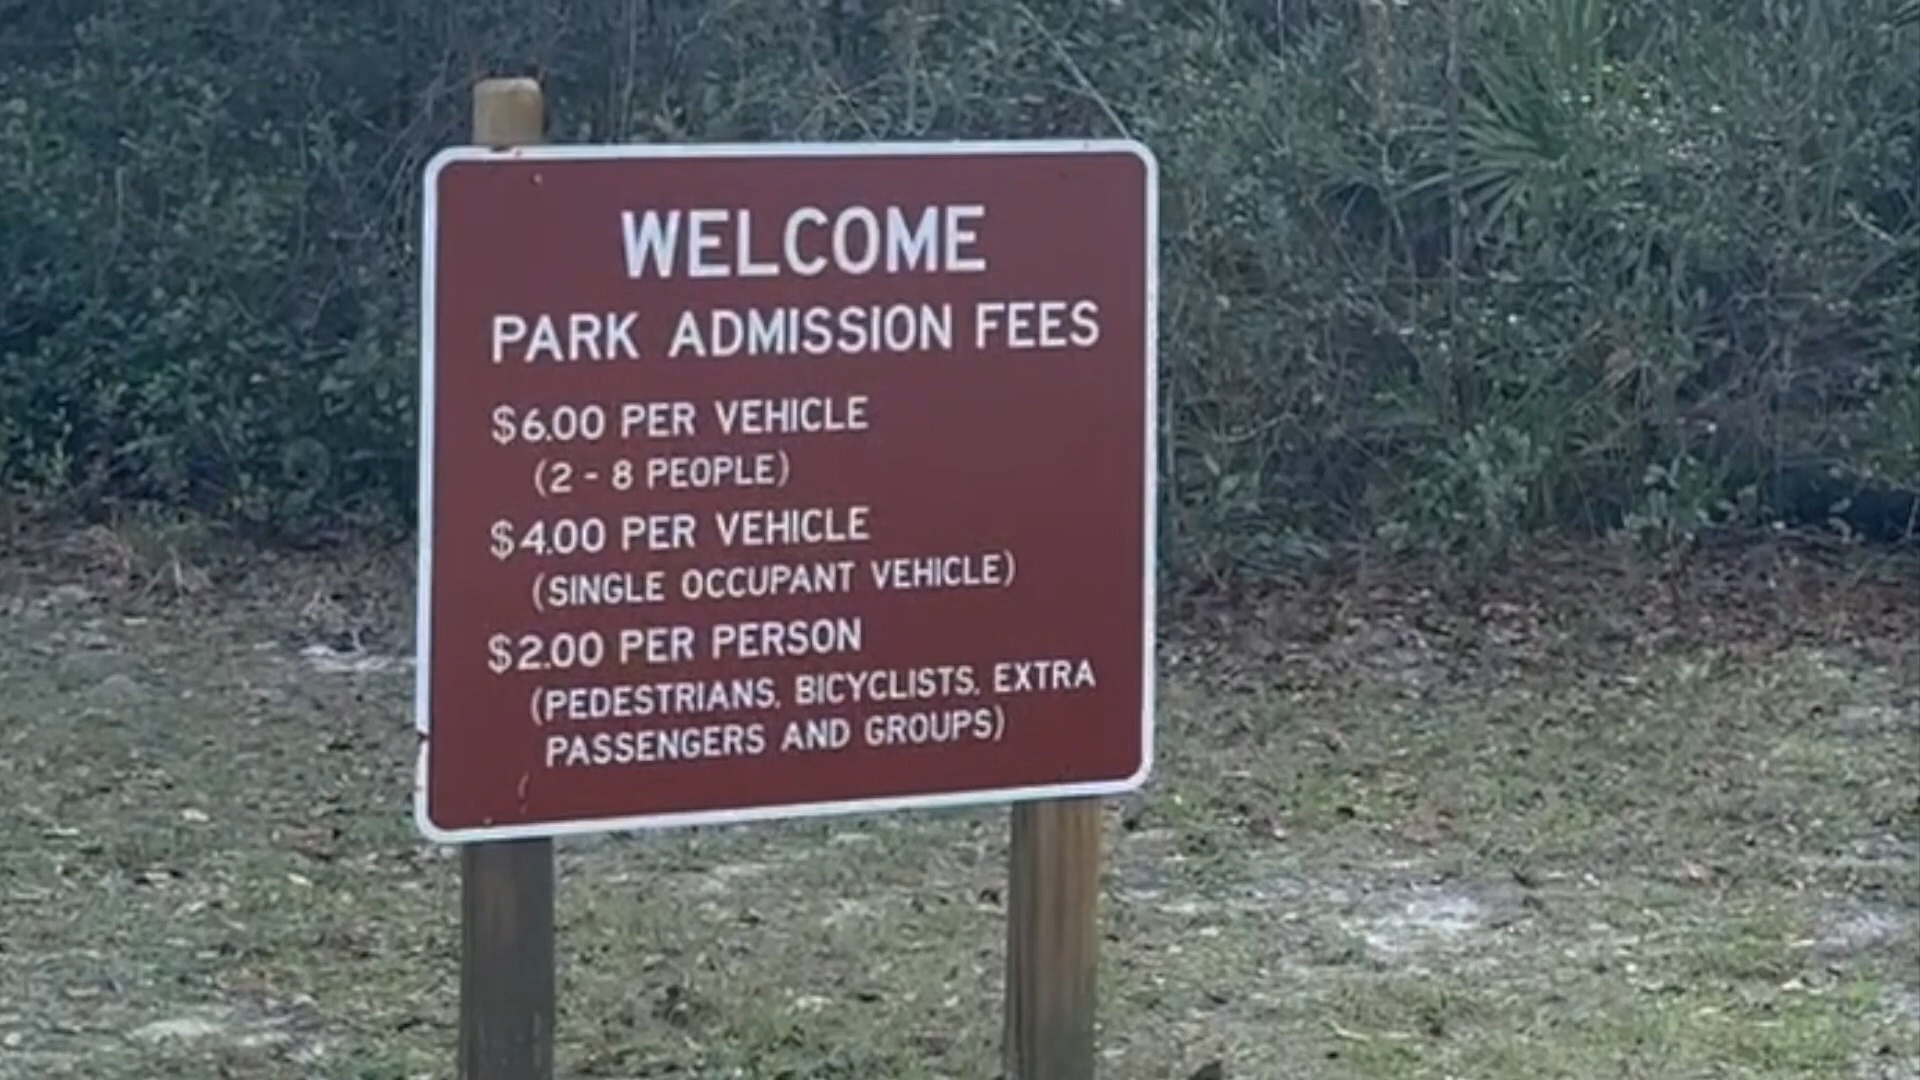 WELCOME
PARK ADMISSION FEES
$6.00 PER VEHICLE
(2 - 8 PEOPLE)
$4.00 PER VEHICLE
(SINGLE OCCUPANT VEHICLE)
$2.00 PER PERSON
(PEDESTRIANS, BICYCLISTS, EXTRA
PASSENGERS AND GROUPS)